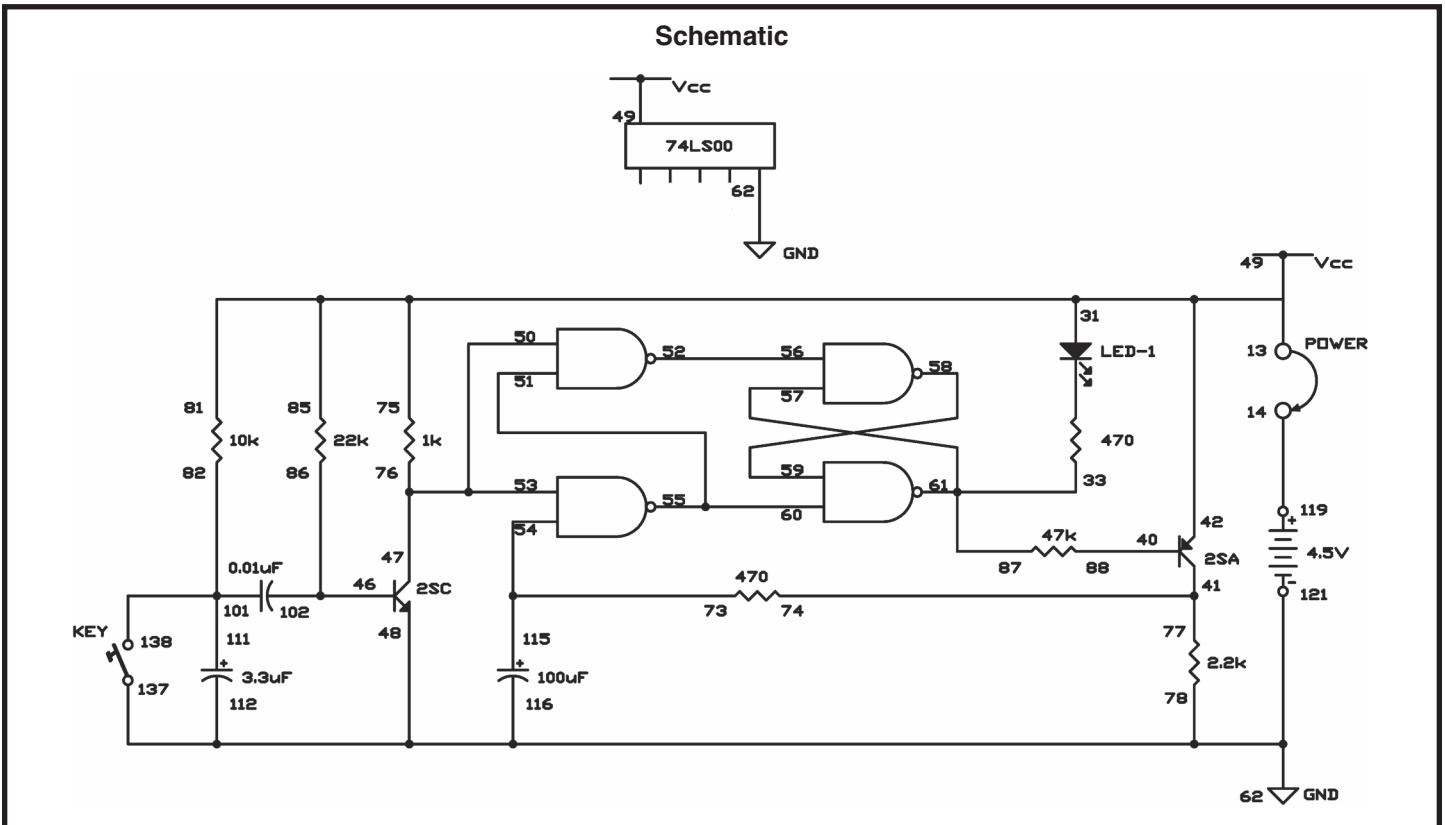 Schematic
Vcc
49
74LS00
62
GND
49 Vcc
31
50 52 56 58 LED-1 13 POWER
51 57
14
81 85 75
10k 22k 1k 470
82 86 76 59 33
53 55 61
54 60 119
47k 40 42
47 87 88 2SA 4.5V
0.01uF 46 2SC 470 41 121
101 102 73 74
KEY 138 111 48 115 77
3.3uF 100uF 2.2k
137 112 116 78
62 GND
+
+
+
-